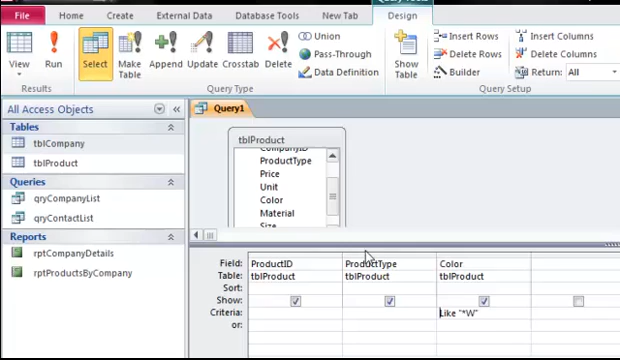 File Home Create External Data Database Tools New Tab Design
View Run Select Make Table Append Update Crosstab Delete Union Pass-Through Data Definition Show Table Insert Rows Delete Rows Builder Insert Columns Delete Columns Return: All
Results Query Type Query Setup
All Access Objects
Tables
tblCompany
tblProduct
Queries
qryCompanyList
qryContactList
Reports
rptCompanyDetails
rptProductsByCompany
Query1
tblProduct
CompanyID
ProductType
Price
Unit
Color
Material
Size
Field: ProductID ProductType Color
Table: tblProduct tblProduct tblProduct
Sort:
Show:
Criteria: Like "*W"
or: